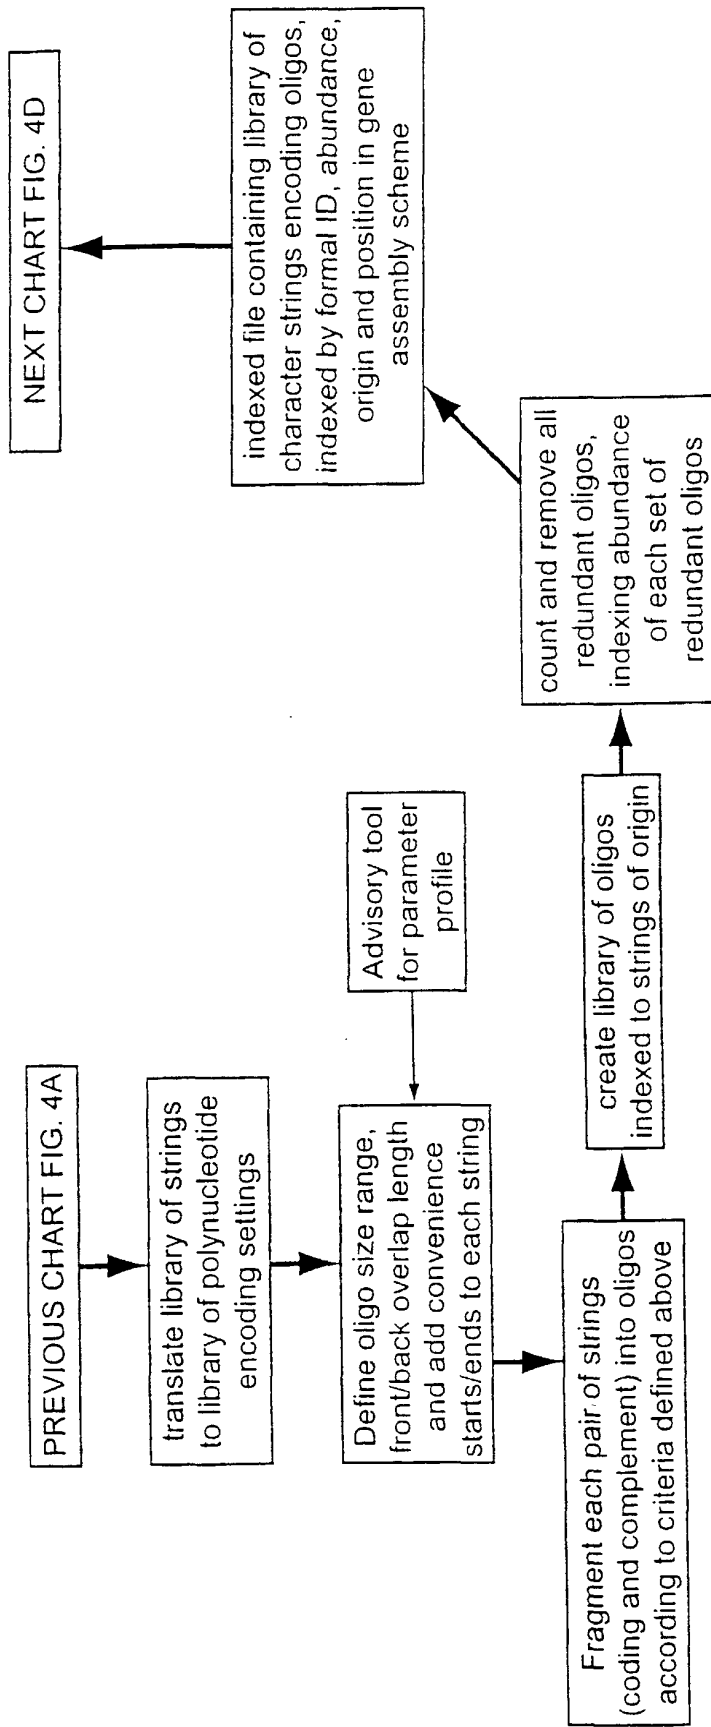 PREVIOUS CHART FIG. 4A
translate library of strings
to library of polynucleotide
encoding settings
Define oligo size range,
front/back overlap length
and add convenience
starts/ends to each string
Advisory tool
for parameter
profile
Fragment each pair of strings
(coding and complement) into oligos
according to criteria defined above
create library of oligos
indexed to strings of origin
count and remove all
redundant oligos,
indexing abundance
of each set of
redundant oligos
indexed file containing library of
character strings encoding oligos,
indexed by formal ID, abundance,
origin and position in gene
assembly scheme
NEXT CHART FIG. 4D